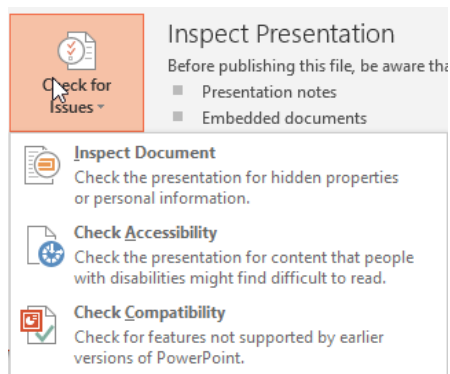 Inspect Presentation
Before publishing this file, be aware
Presentation notes
Embedded documents
Check for
Issues
Inspect Document
Check the presentation for hidden properties
or personal information.
Check Accessibility
Check the presentation for content that people
with disabilities might find difficult to read.
Check Compatibility
Check for features not supported by earlier
versions of PowerPoint.